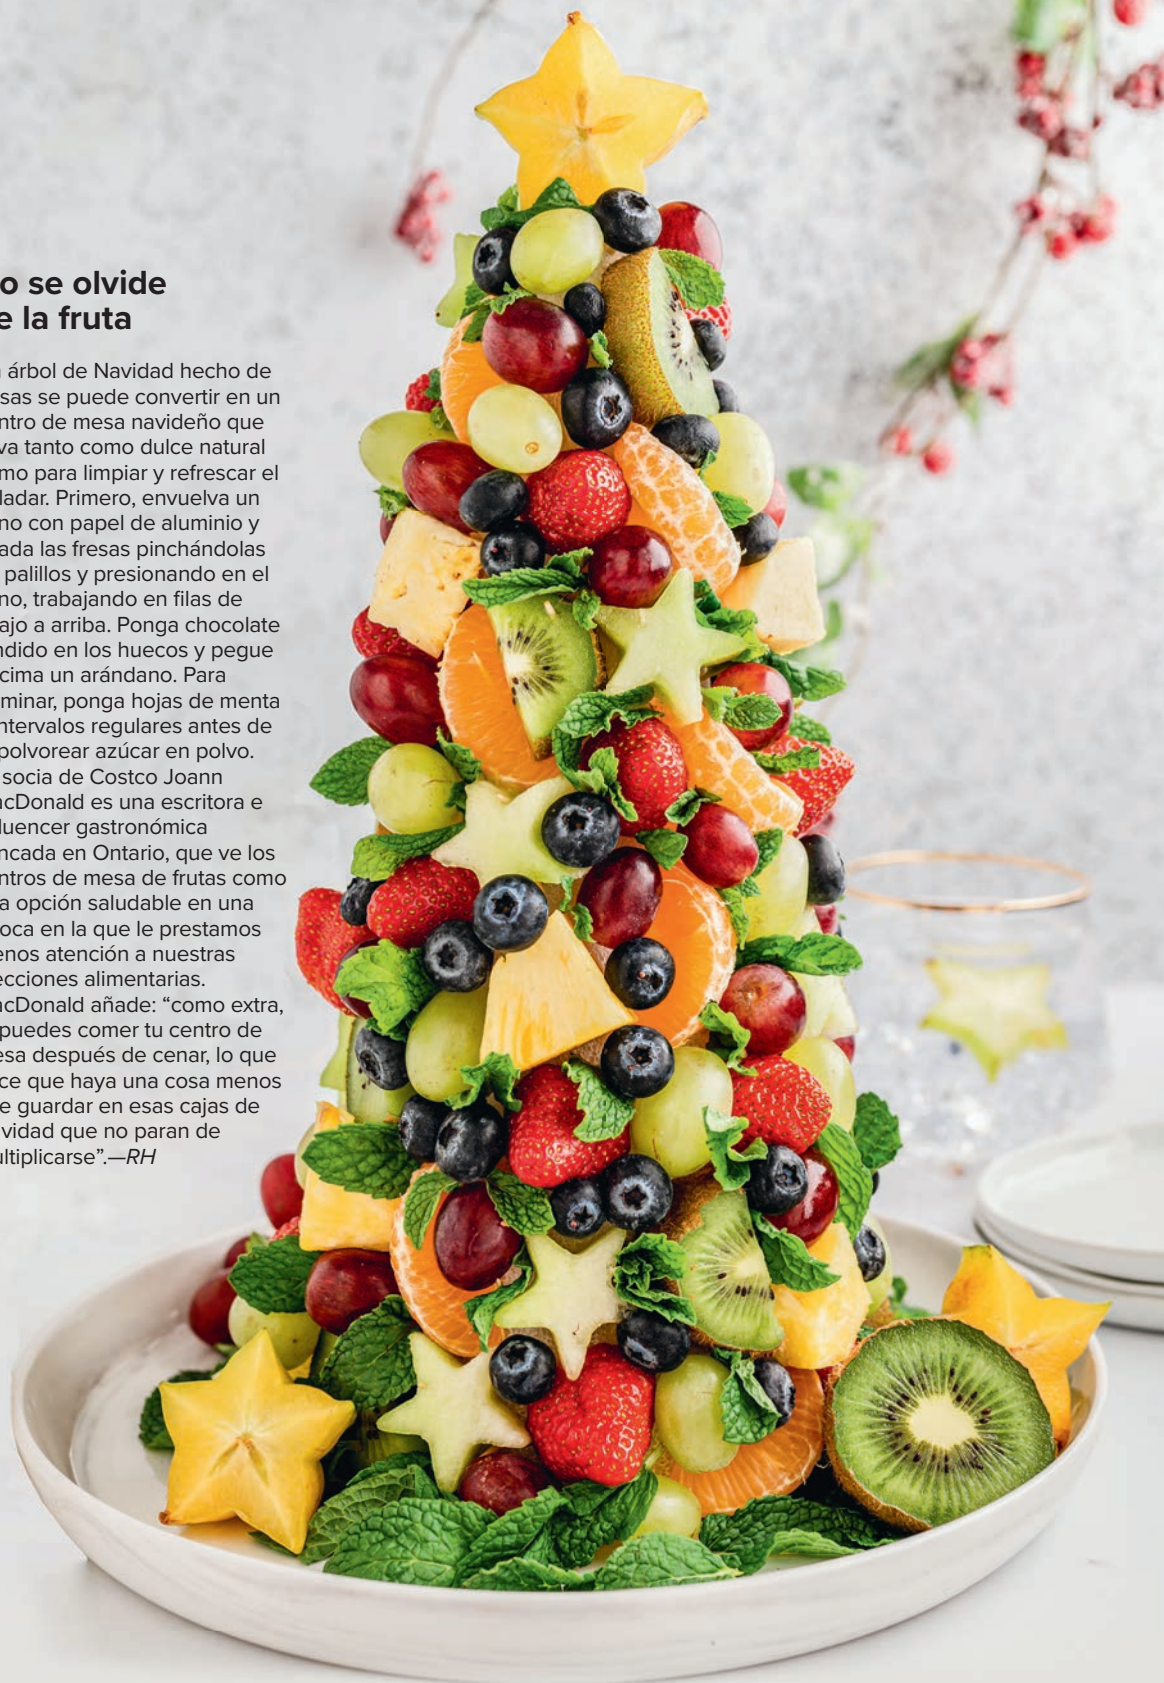 o se olvide
e la fruta
árbol de Navidad hecho de
sas se puede convertir en un
ntro de mesa navideño que
va tanto como dulce natural
mo para limpiar y refrescar el
ladar. Primero, envuelva un
no con papel de aluminio y
ada las fresas pinchándolas
palillos y presionando en el
no, trabajando en filas de
ajo a arriba. Ponga chocolate
ndido en los huecos y pegue
cima un arándano. Para
minar, ponga hojas de menta
ntervalos regulares antes de
polvorear azúcar en polvo.
socia de Costco Joann
acDonald es una escritora e
luencer gastronómica
ncada en Ontario, que ve los
ntros de mesa de frutas como
a opción saludable en una
oca en la que le prestamos
enos atención a nuestras
ecciones alimentarias.
acDonald añade: “como extra,
puedes comer tu centro de
esa después de cenar, lo que
ce que haya una cosa menos
e guardar en esas cajas de
vidad que no paran de
ultiplicarse”.—RH